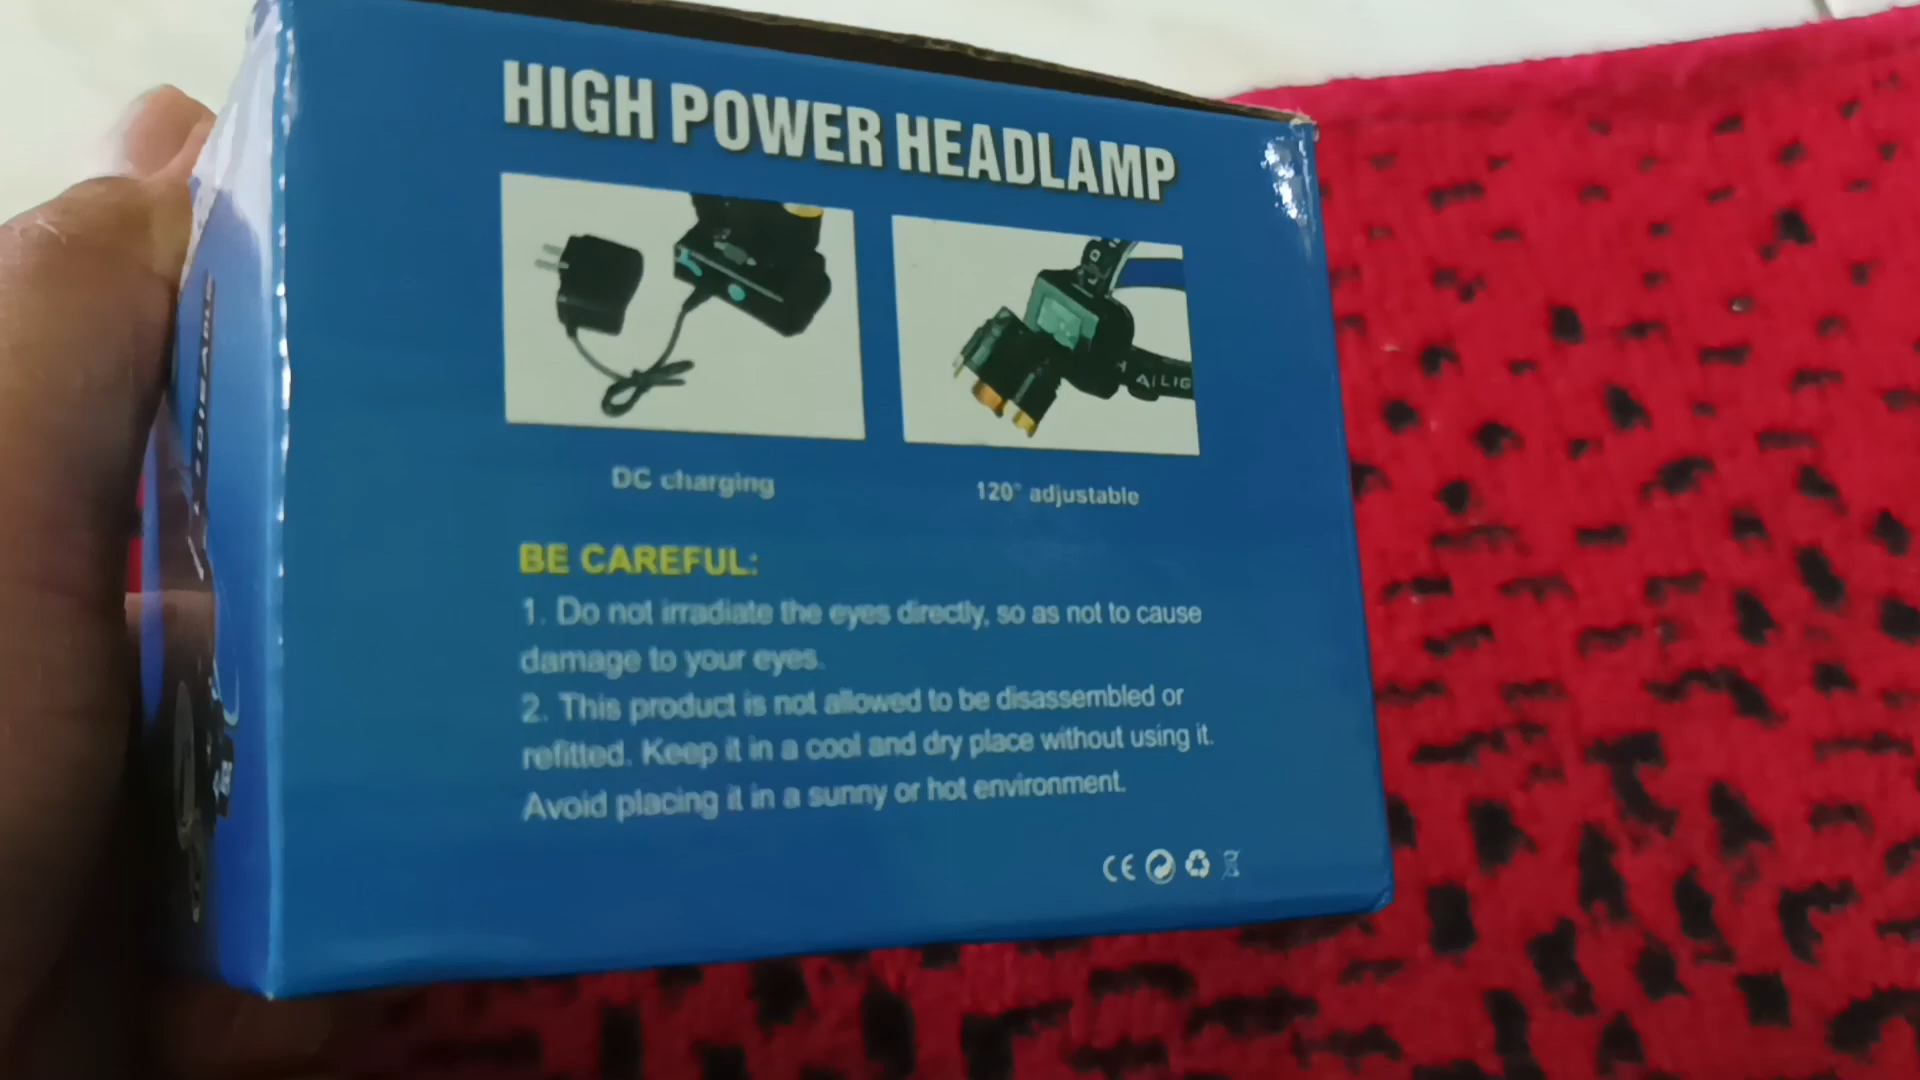 HIGH POWER HEADLAMP
DC charging
120° adjustable
BE CAREFUL:
1. Do not irradiate the eyes directly, so as not to cause
damage to your eyes.
2. This product is not allowed to be disassembled or
refitted. Keep it in a cool and dry place without using it.
Avoid placing it in a sunny or hot environment.
CE